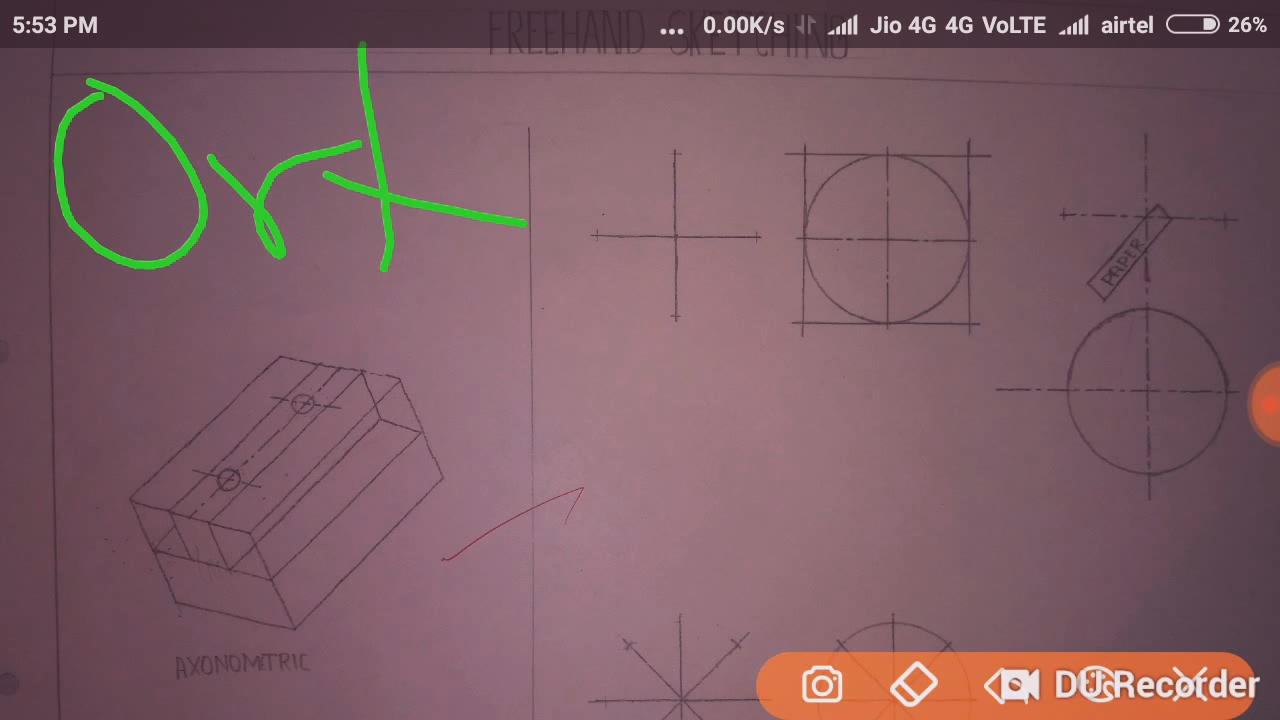 5:53 PM ... 0.00K/s Jio 4G 4G VoLTE airtel 26%
FREEHAND SKETCHING
Ort
PAPER
AXONOMETRIC
DU Recorder